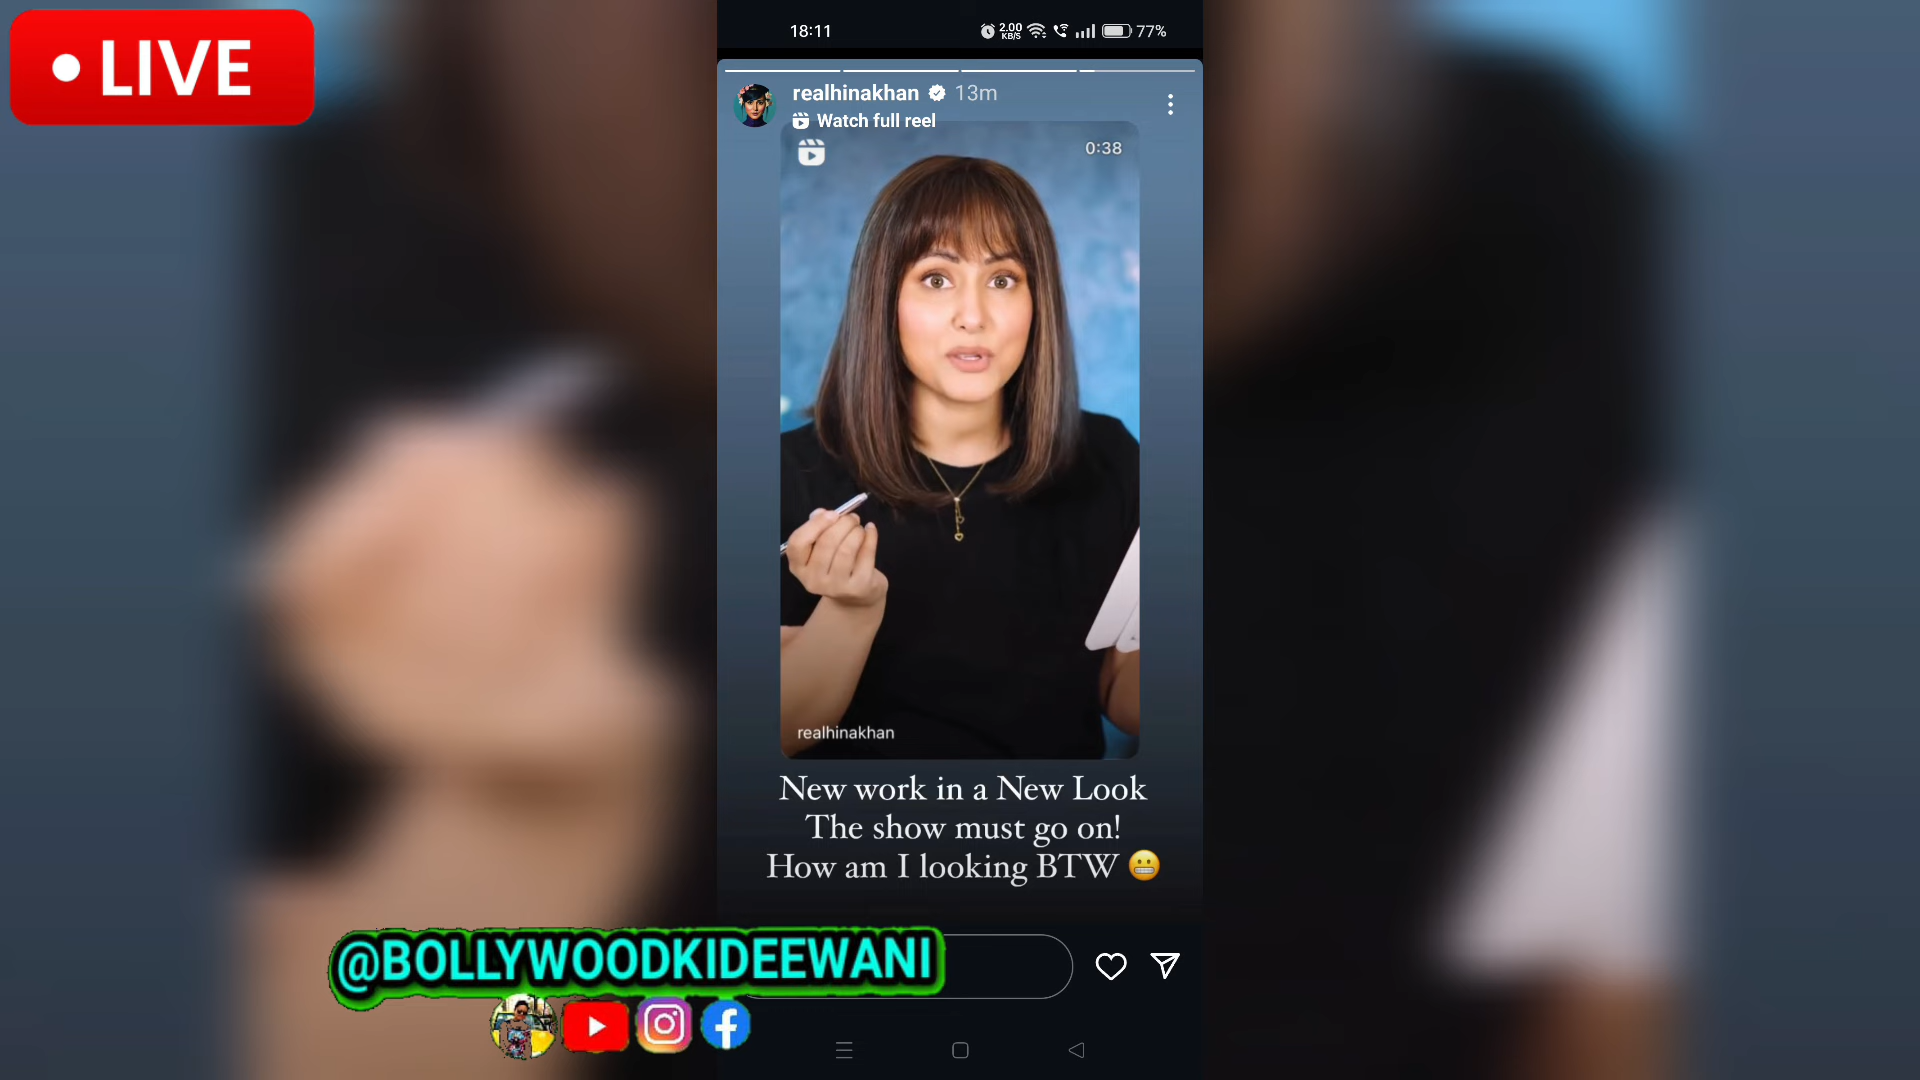 LIVE
18:11
2.00
KB/S
77%
realhinakhan 13m
Watch full reel
0:38
realhinakhan
New work in a New Look
The show must go on!
How am I looking BTW 😬
@BOLLYWOODKIDEEWANI